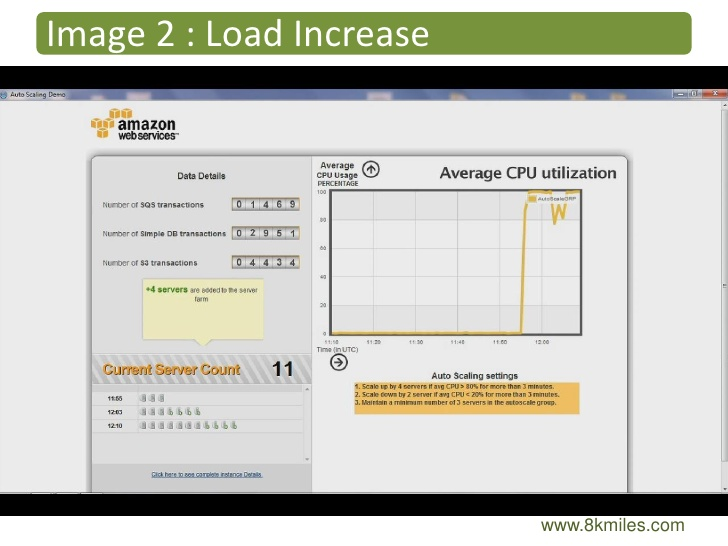 Image 2 : Load Increase
Auto Scaling Demo
amazon
webservices™
Data Details
Number of SQS transactions 0 1 4 6 9
Number of Simple DB transactions 0 2 9 5 1
Number of S3 transactions 0 4 4 3 4
+4 servers are added to the server
farm
Current Server Count 11
11:55
12:03
12:10
Click here to see complete Instance Details.
Average
CPU Usage
PERCENTAGE
Average CPU utilization
AutoScaleGRP
100
80
60
40
20
0
11:10 11:20 11:30 11:40 11:50 12:00
Time (in UTC)
Auto Scaling settings
1. Scale up by 4 servers if avg CPU > 80% for more than 3 minutes.
2. Scale down by 2 server if avg CPU < 20% for more than 3 minutes.
3. Maintain a minimum number of 3 servers in the autoscale group.
www.8kmiles.com